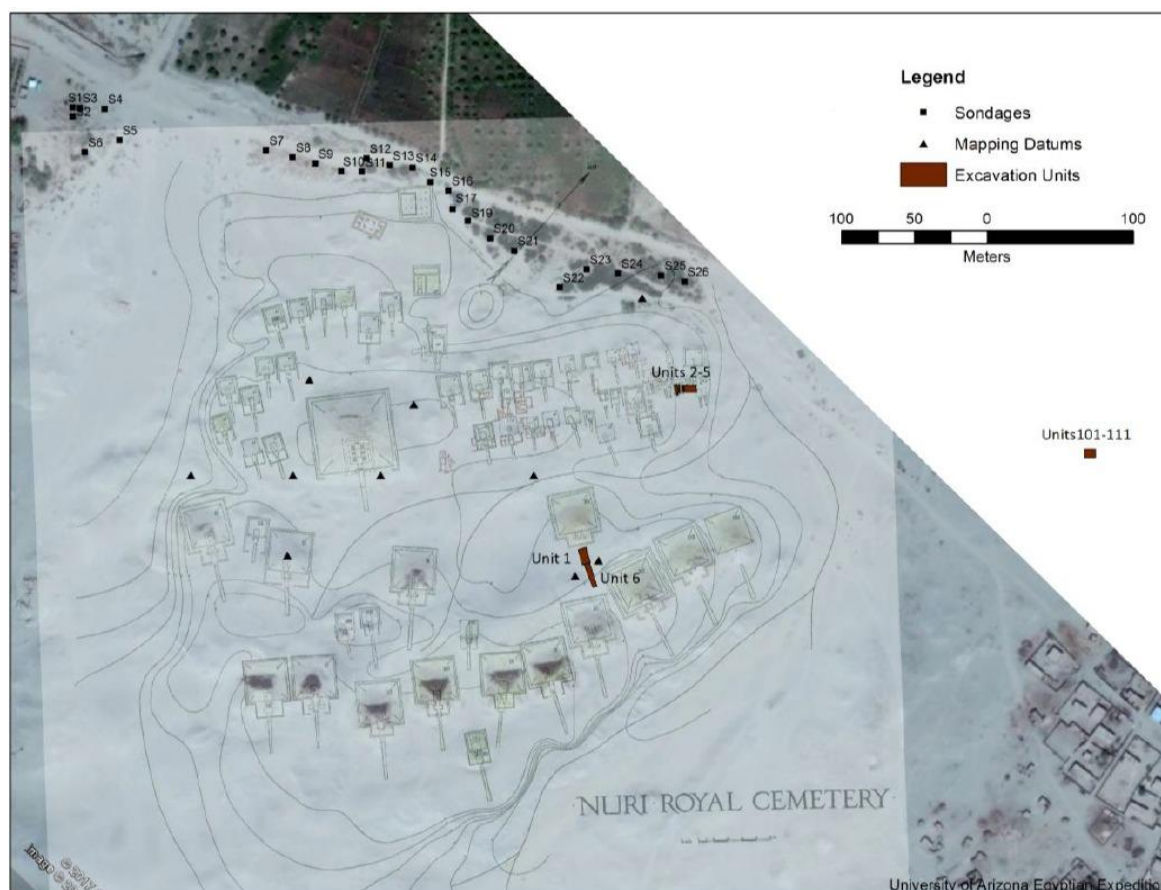 Legend
Sondages
Mapping Datums
Excavation Units
100 50 0 100
Meters
S1
S3
S4
S2
S5
S6
S7
S8
S9
S10
S11
S12
S13
S14
S15
S16
S17
S19
S20
S21
S22
S23
S24
S25
S26
Units 2-5
Units101-111
Unit 1
Unit 6
NURI ROYAL CEMETERY
Image © 2017
University of Arizona Egyptian Expedition